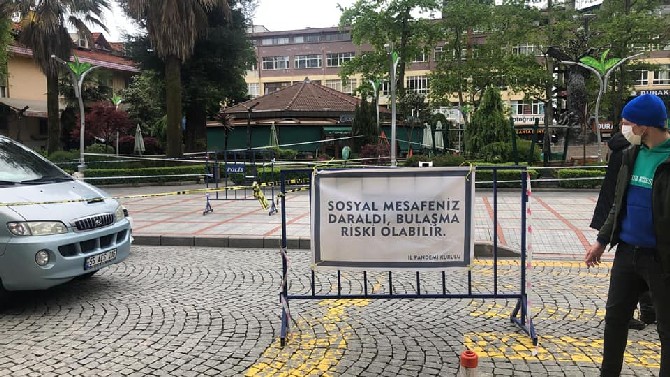 SOSYAL MESAFENİZ
DARALDI, BULAŞMA
RİSKİ OLABİLİR.
İL PANDEMİ KURULU